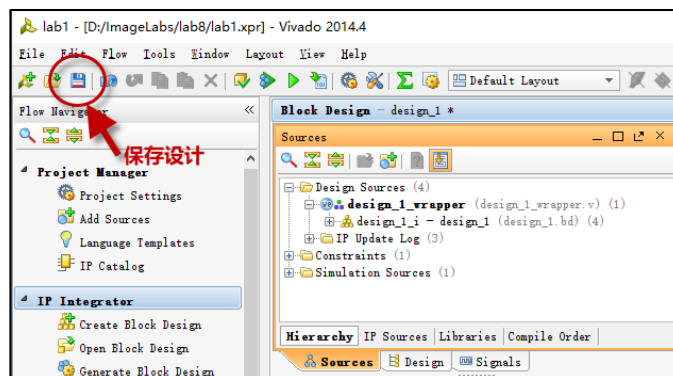 lab1 - [D:/ImageLabs/lab8/lab1.xpr] - Vivado 2014.4
File Edit Flow Tools Window Layout View Help
Default Layout
Flow Navigator
保存设计
Project Manager
Project Settings
Add Sources
Language Templates
IP Catalog
IP Integrator
Create Block Design
Open Block Design
Generate Block Design
Block Design - design_1 *
Sources
Design Sources (4)
design_1_wrapper (design_1_wrapper.v) (1)
design_1_i - design_1 (design_1.bd) (4)
IP Update Log (3)
Constraints (1)
Simulation Sources (1)
Hierarchy IP Sources Libraries Compile Order
Sources Design Signals